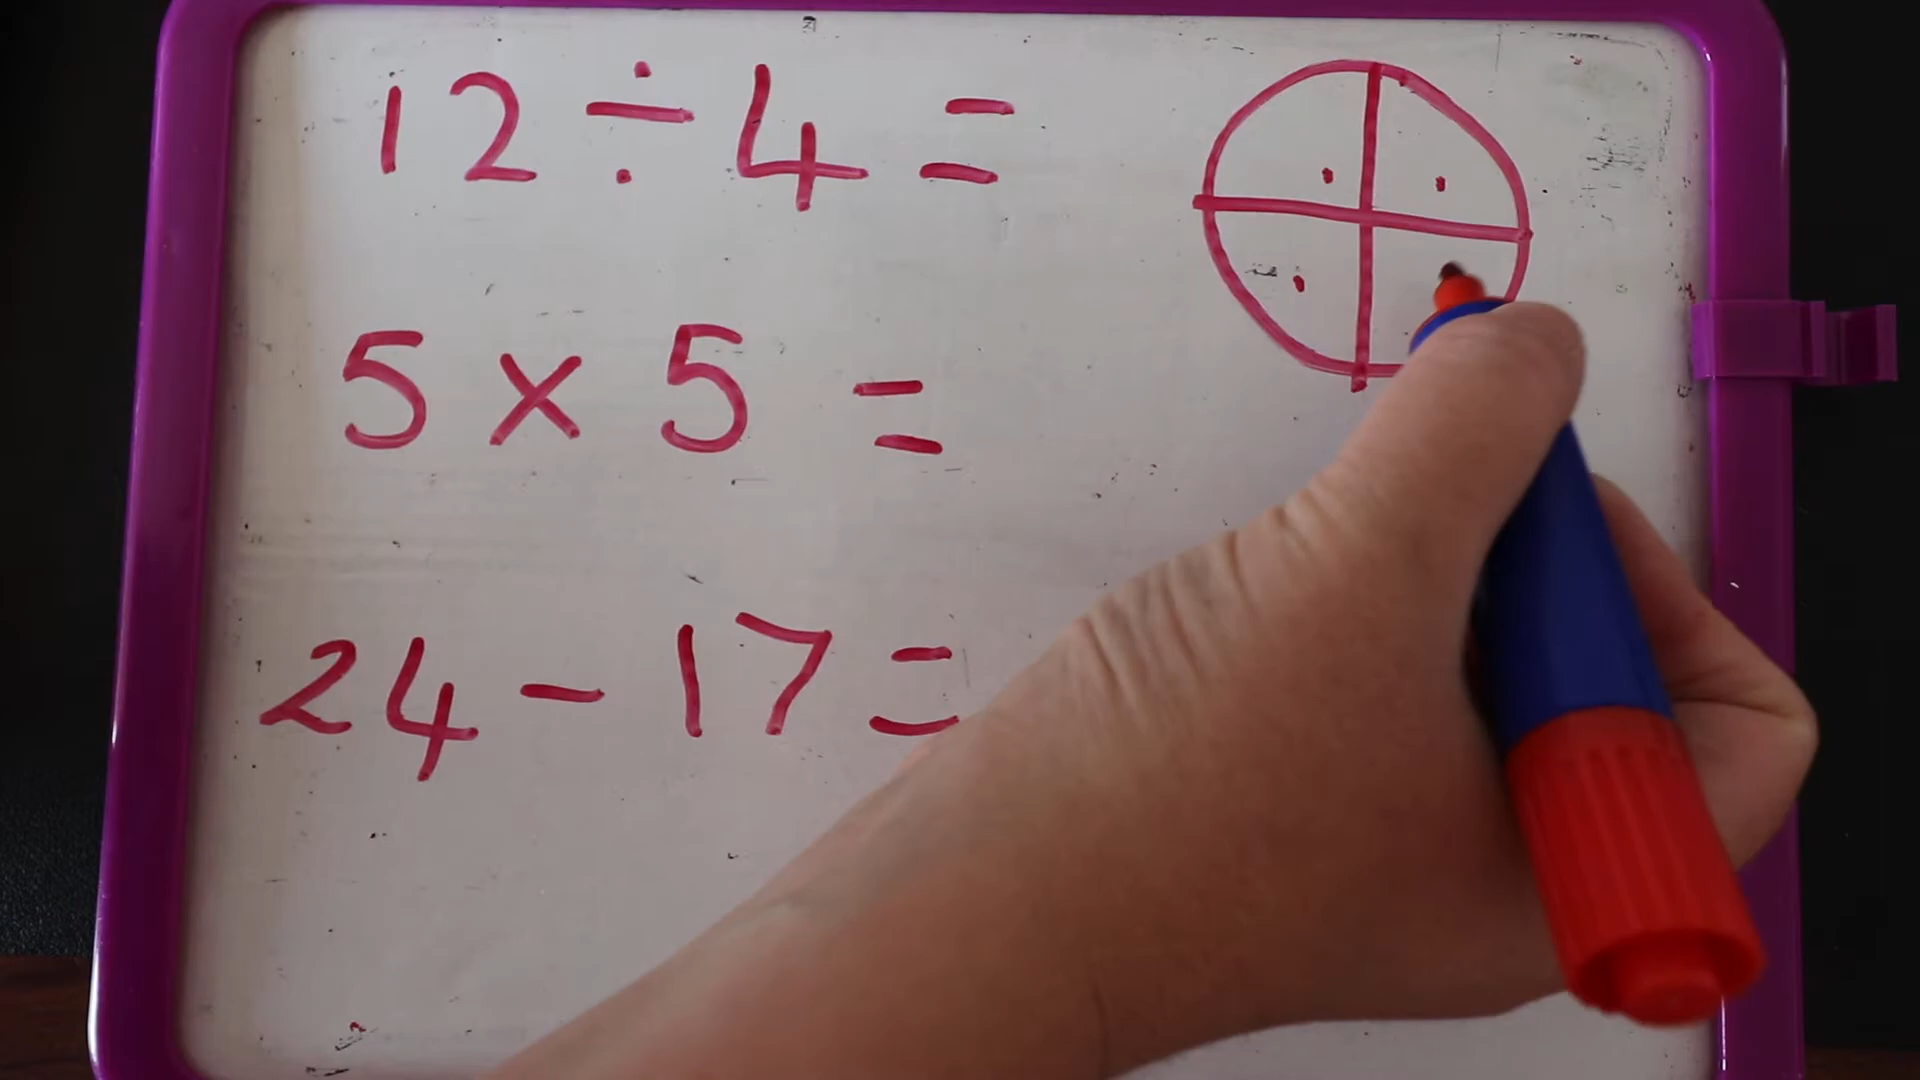 12 ÷ 4 =
5 × 5 =
24 - 17 =